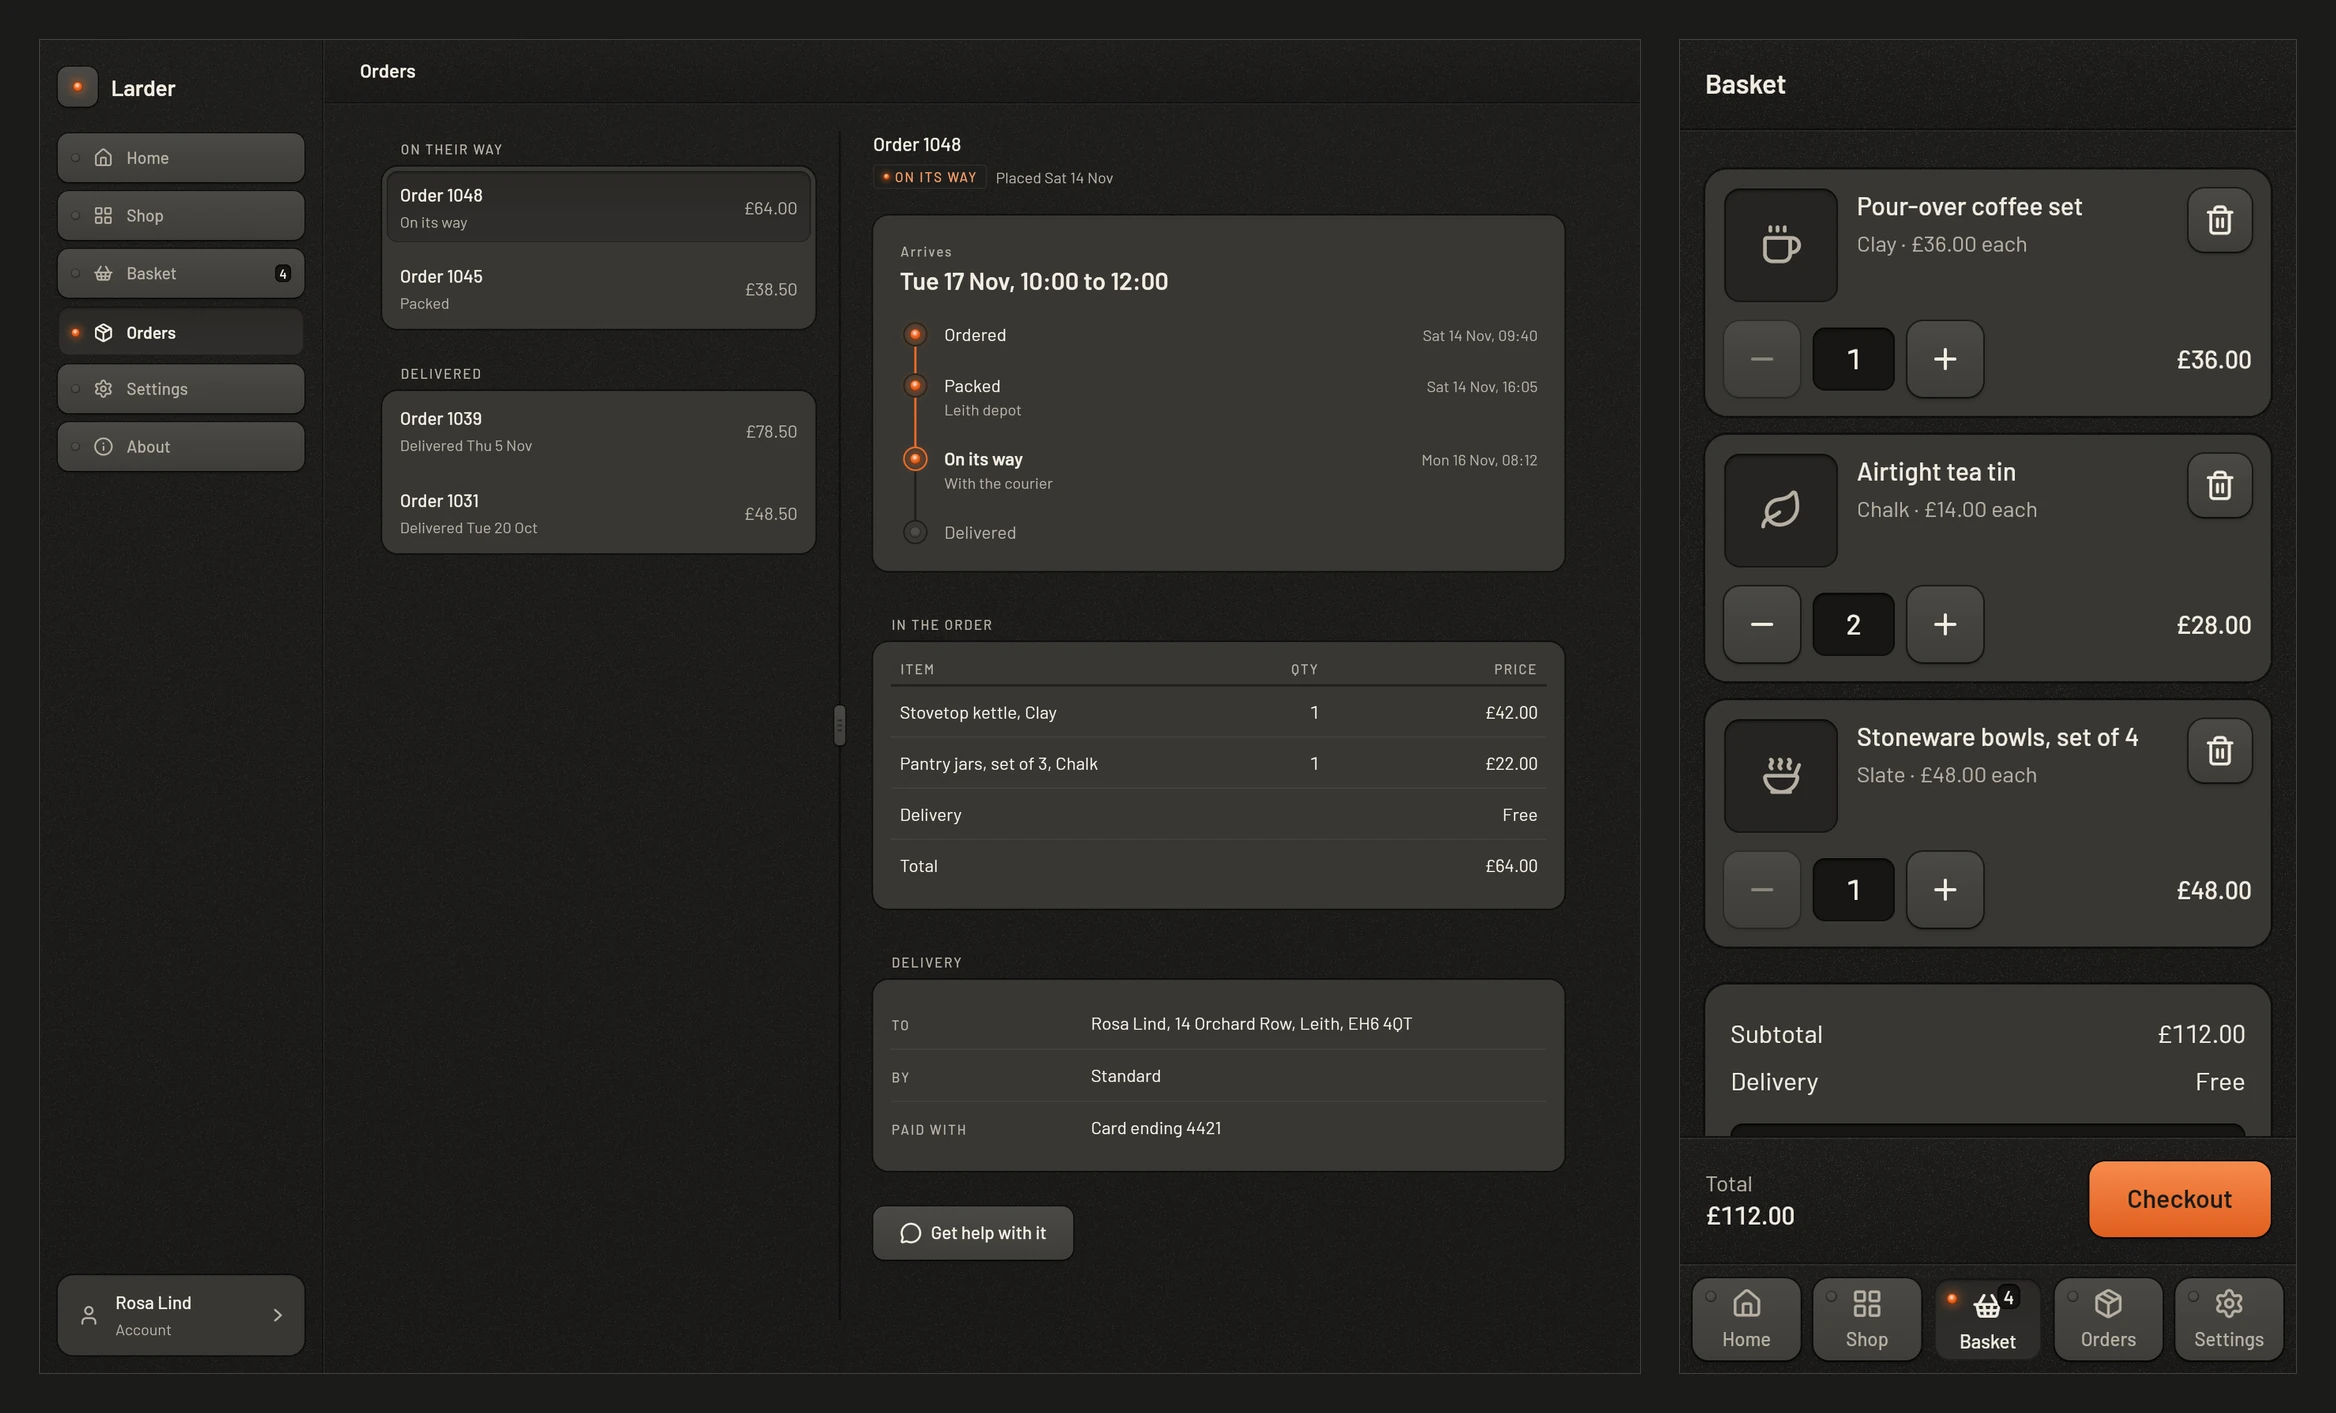 Larder
Home
Shop
Basket 4
Orders
Settings
About
Rosa Lind
Account
Orders
ON THEIR WAY
Order 1048
On its way
£64.00
Order 1045
Packed
£38.50
DELIVERED
Order 1039
Delivered Thu 5 Nov
£78.50
Order 1031
Delivered Tue 20 Oct
£48.50
Order 1048
ON ITS WAY Placed Sat 14 Nov
Arrives
Tue 17 Nov, 10:00 to 12:00
Ordered Sat 14 Nov, 09:40
Packed Sat 14 Nov, 16:05
Leith depot
On its way Mon 16 Nov, 08:12
With the courier
Delivered
IN THE ORDER
ITEM QTY PRICE
Stovetop kettle, Clay 1 £42.00
Pantry jars, set of 3, Chalk 1 £22.00
Delivery Free
Total £64.00
DELIVERY
TO Rosa Lind, 14 Orchard Row, Leith, EH6 4QT
BY Standard
PAID WITH Card ending 4421
Get help with it
Basket
Pour-over coffee set
Clay · £36.00 each
1 £36.00
Airtight tea tin
Chalk · £14.00 each
2 £28.00
Stoneware bowls, set of 4
Slate · £48.00 each
1 £48.00
Subtotal £112.00
Delivery Free
Total
£112.00
Checkout
Home
Shop
4
Basket
Orders
Settings